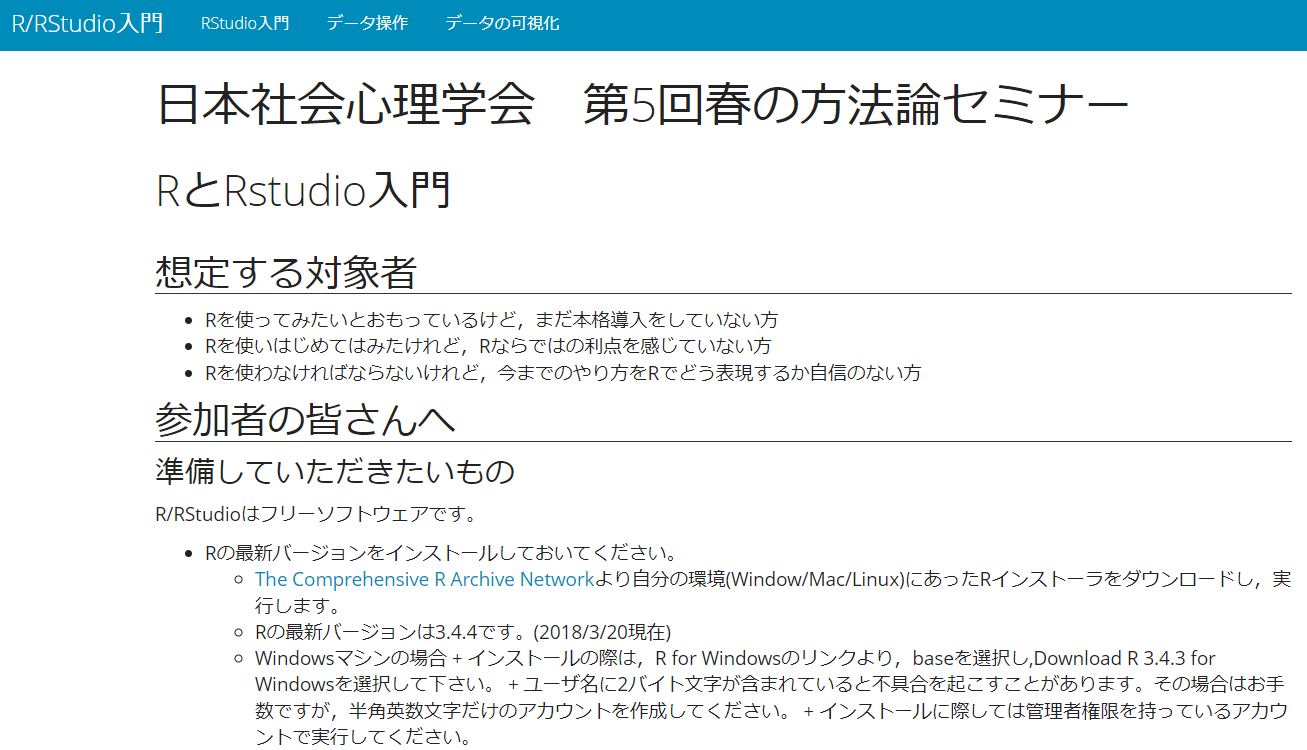 R/RStudio入門 RStudio入門 データ操作 データの可視化
日本社会心理学会　第5回春の方法論セミナー
RとRstudio入門
想定する対象者
Rを使ってみたいとおもっているけど，まだ本格導入をしていない方
Rを使いはじめてはみたけれど，Rならではの利点を感じていない方
Rを使わなければならないけれど，今までのやり方をRでどう表現するか自信のない方
参加者の皆さんへ
準備していただきたいもの
R/RStudioはフリーソフトウェアです。
Rの最新バージョンをインストールしておいてください。
The Comprehensive R Archive Networkより自分の環境(Window/Mac/Linux)にあったRインストーラをダウンロードし，実
行します。
Rの最新バージョンは3.4.4です。(2018/3/20現在)
Windowsマシンの場合 + インストールの際は，R for Windowsのリンクより，baseを選択し,Download R 3.4.3 for
Windowsを選択して下さい。 + ユーザ名に2バイト文字が含まれていると不具合を起こすことがあります。その場合はお手
数ですが，半角英数文字だけのアカウントを作成してください。 + インストールに際しては管理者権限を持っているアカウ
ントで実行してください。